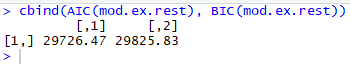 > cbind(AIC(mod.ex.rest), BIC(mod.ex.rest))
         [,1]     [,2]
[1,] 29726.47 29825.83
>